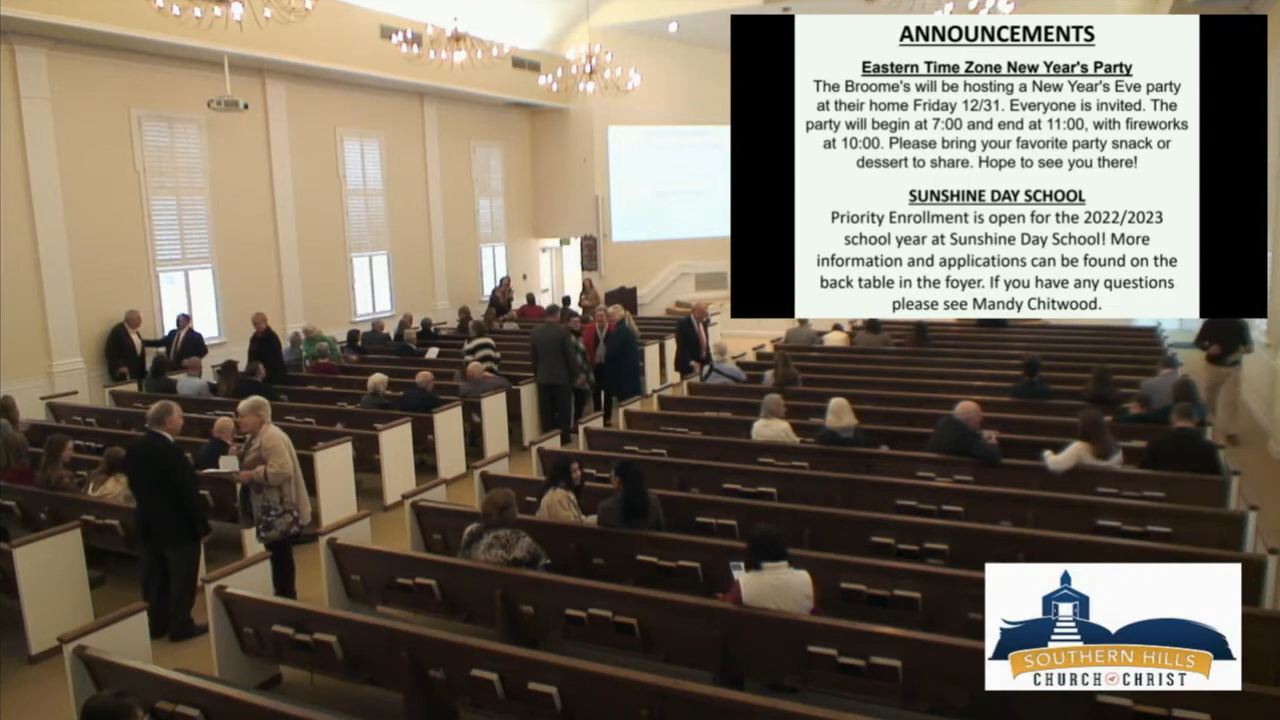 ANNOUNCEMENTS
Eastern Time Zone New Year's Party
The Broome's will be hosting a New Year's Eve party
at their home Friday 12/31. Everyone is invited. The
party will begin at 7:00 and end at 11:00, with fireworks
at 10:00. Please bring your favorite party snack or
dessert to share. Hope to see you there!
SUNSHINE DAY SCHOOL
Priority Enrollment is open for the 2022/2023
school year at Sunshine Day School! More
information and applications can be found on the
back table in the foyer. If you have any questions
please see Mandy Chitwood.
SOUTHERN HILLS
CHURCH OF CHRIST